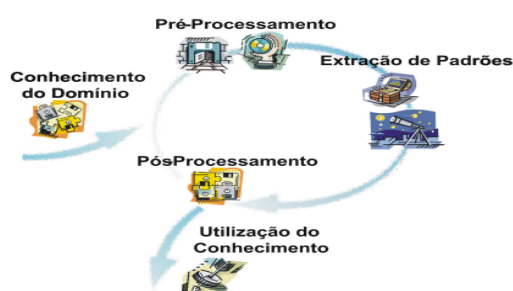 Pré-Processamento
Extração de Padrões
Conhecimento
do Domínio
PósProcessamento
Utilização do
Conhecimento